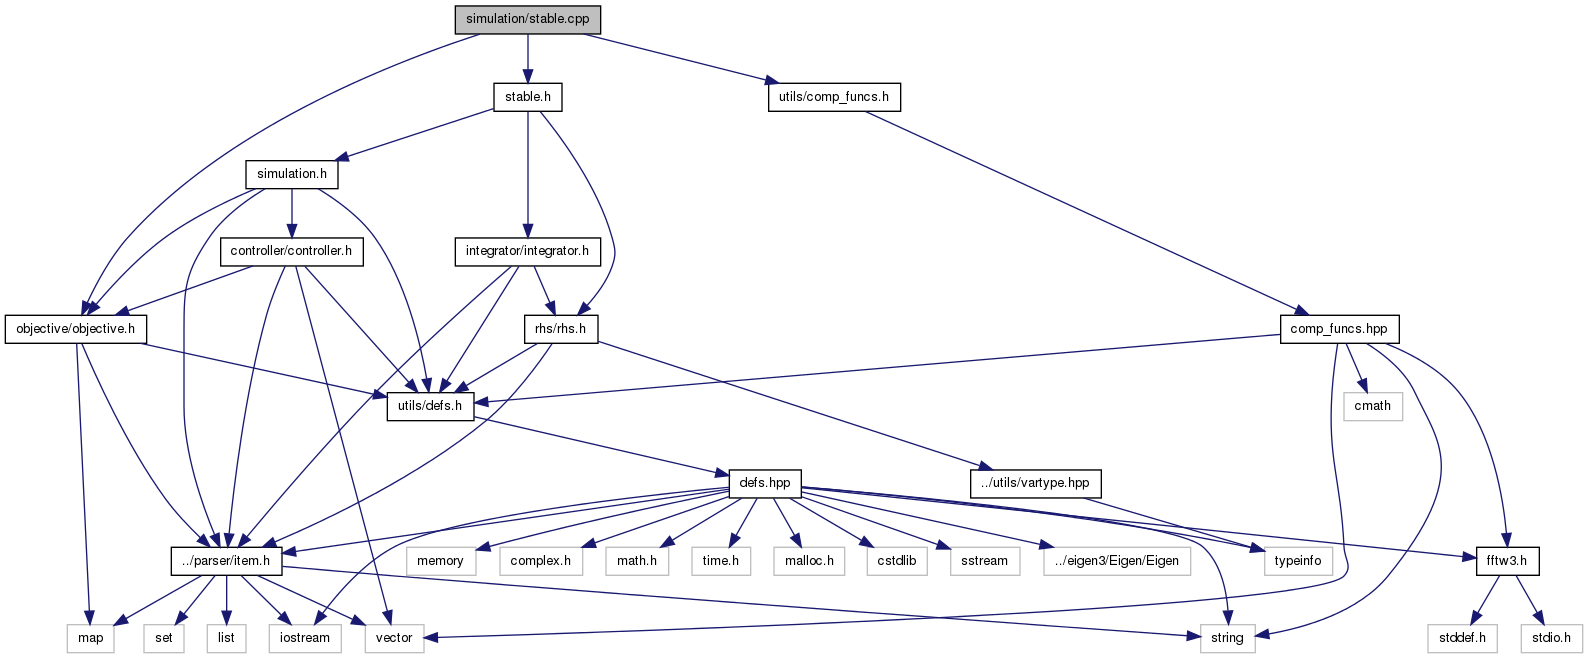 simulation/stable.cpp
stable.h
utils/comp_funcs.h
simulation.h
controller/controller.h
integrator/integrator.h
objective/objective.h
rhs/rhs.h
comp_funcs.hpp
utils/defs.h
cmath
defs.hpp
../utils/vartype.hpp
../parser/item.h
memory
complex.h
math.h
time.h
malloc.h
cstdlib
sstream
../eigen3/Eigen/Eigen
typeinfo
fftw3.h
map
set
list
iostream
vector
string
stddef.h
stdio.h